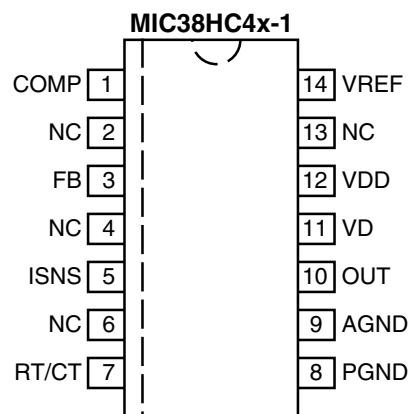 MIC38HC4x-1
COMP 1 14 VREF
NC 2 13 NC
FB 3 12 VDD
NC 4 11 VD
ISNS 5 10 OUT
NC 6 9 AGND
RT/CT 7 8 PGND